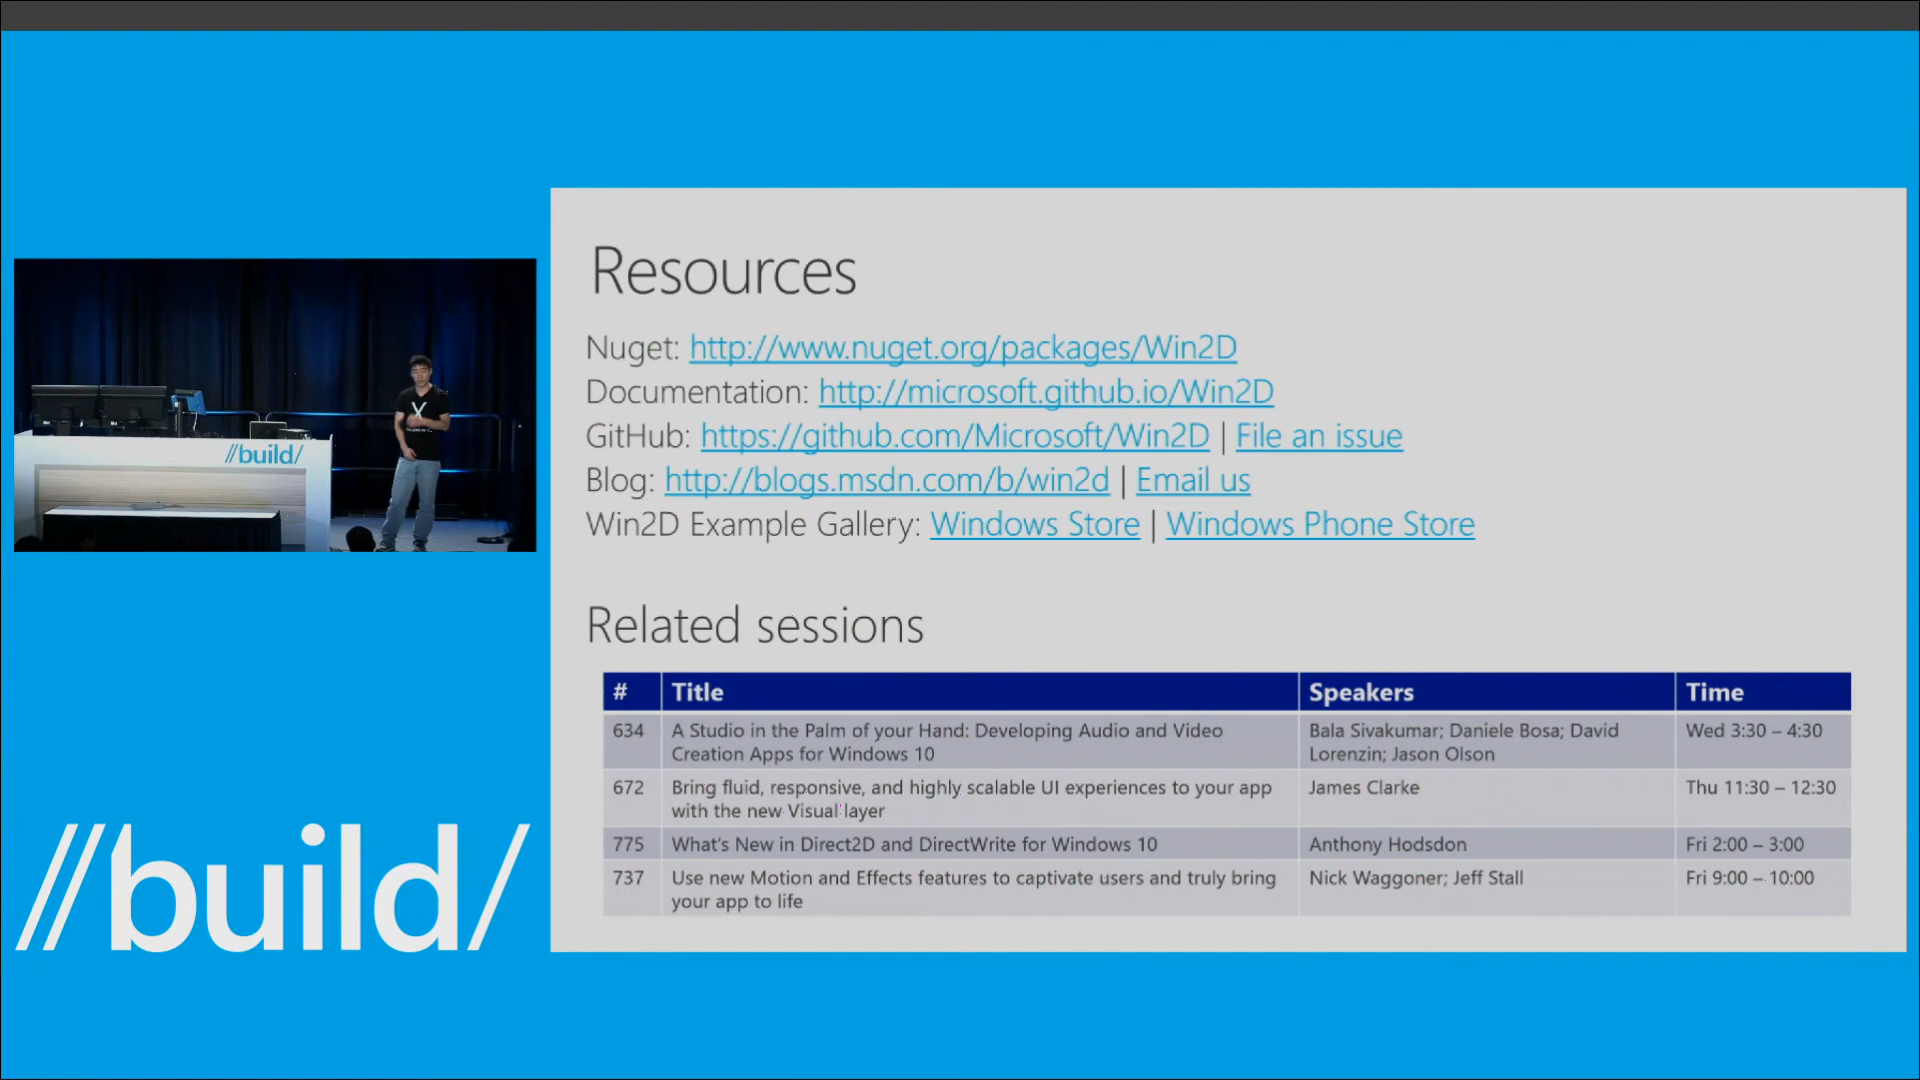 Resources
Nuget: http://www.nuget.org/packages/Win2D
Documentation: http://microsoft.github.io/Win2D
GitHub: https://github.com/Microsoft/Win2D | File an issue
Blog: http://blogs.msdn.com/b/win2d | Email us
Win2D Example Gallery: Windows Store | Windows Phone Store
//build/
Related sessions
# Title Speakers Time
634 A Studio in the Palm of your Hand: Developing Audio and Video Bala Sivakumar; Daniele Bosa; David Wed 3:30 – 4:30
Creation Apps for Windows 10 Lorenzin; Jason Olson
672 Bring fluid, responsive, and highly scalable UI experiences to your app James Clarke Thu 11:30 – 12:30
with the new Visual layer
775 What's New in Direct2D and DirectWrite for Windows 10 Anthony Hodsdon Fri 2:00 – 3:00
737 Use new Motion and Effects features to captivate users and truly bring Nick Waggoner; Jeff Stall Fri 9:00 – 10:00
your app to life
//build/